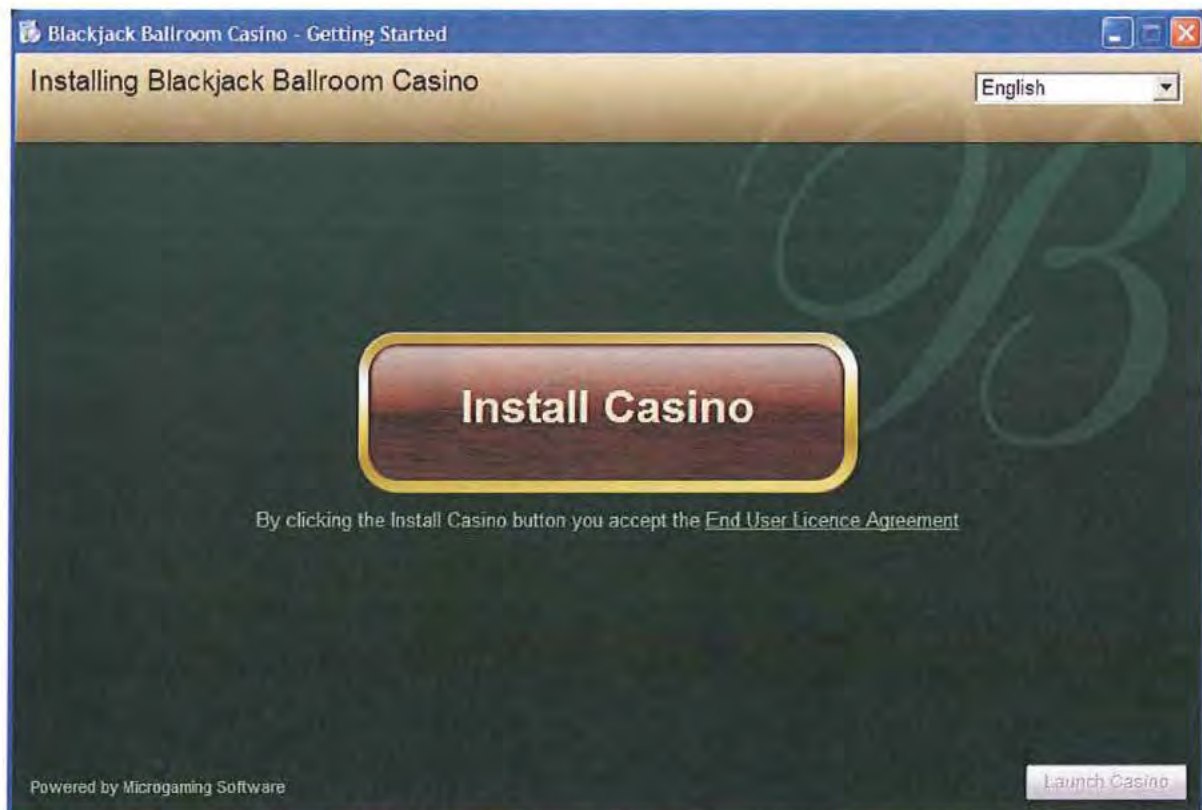 Blackjack Ballroom Casino - Getting Started
Installing Blackjack Ballroom Casino
English
B
Install Casino
By clicking the Install Casino button you accept the End User Licence Agreement
Powered by Microgaming Software
Launch Casino